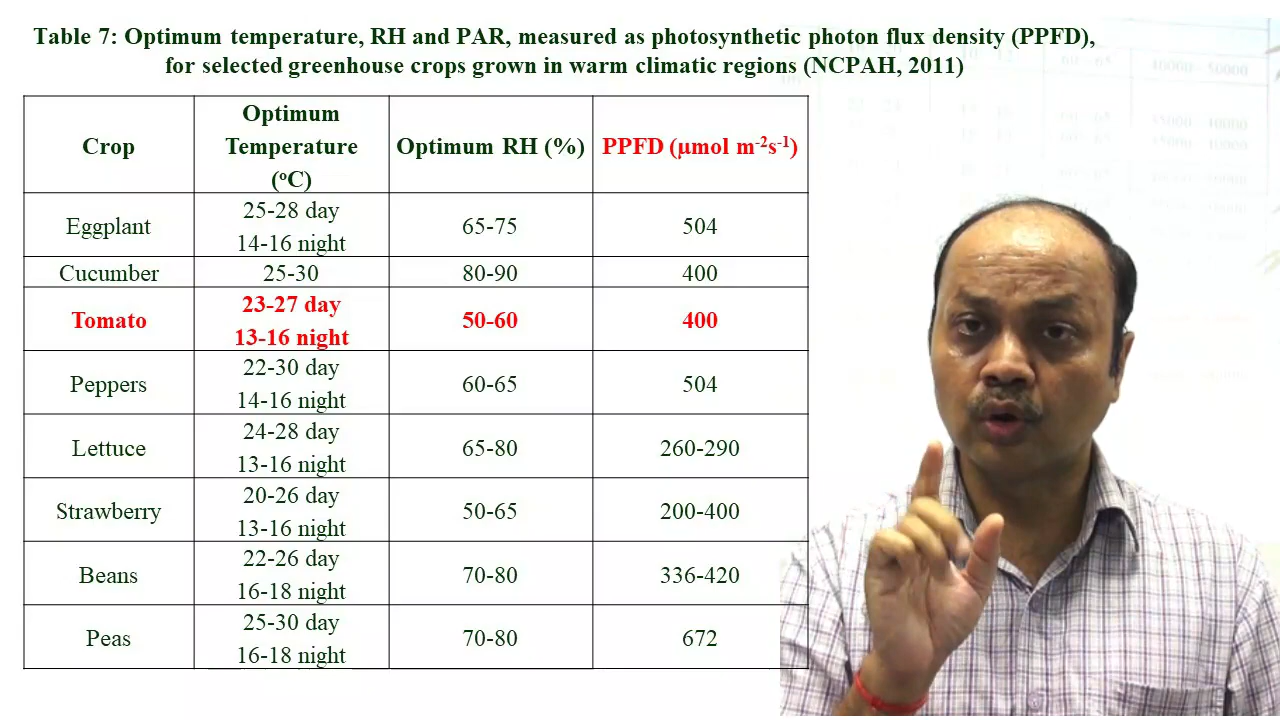 Table 7: Optimum temperature, RH and PAR, measured as photosynthetic photon flux density (PPFD),
for selected greenhouse crops grown in warm climatic regions (NCPAH, 2011)
Crop
Optimum
Temperature
(ºC)
Optimum RH (%)
PPFD (µmol m⁻²s⁻¹)
Eggplant
25-28 day
14-16 night
65-75
504
Cucumber
25-30
80-90
400
Tomato
23-27 day
13-16 night
50-60
400
Peppers
22-30 day
14-16 night
60-65
504
Lettuce
24-28 day
13-16 night
65-80
260-290
Strawberry
20-26 day
13-16 night
50-65
200-400
Beans
22-26 day
16-18 night
70-80
336-420
Peas
25-30 day
16-18 night
70-80
672